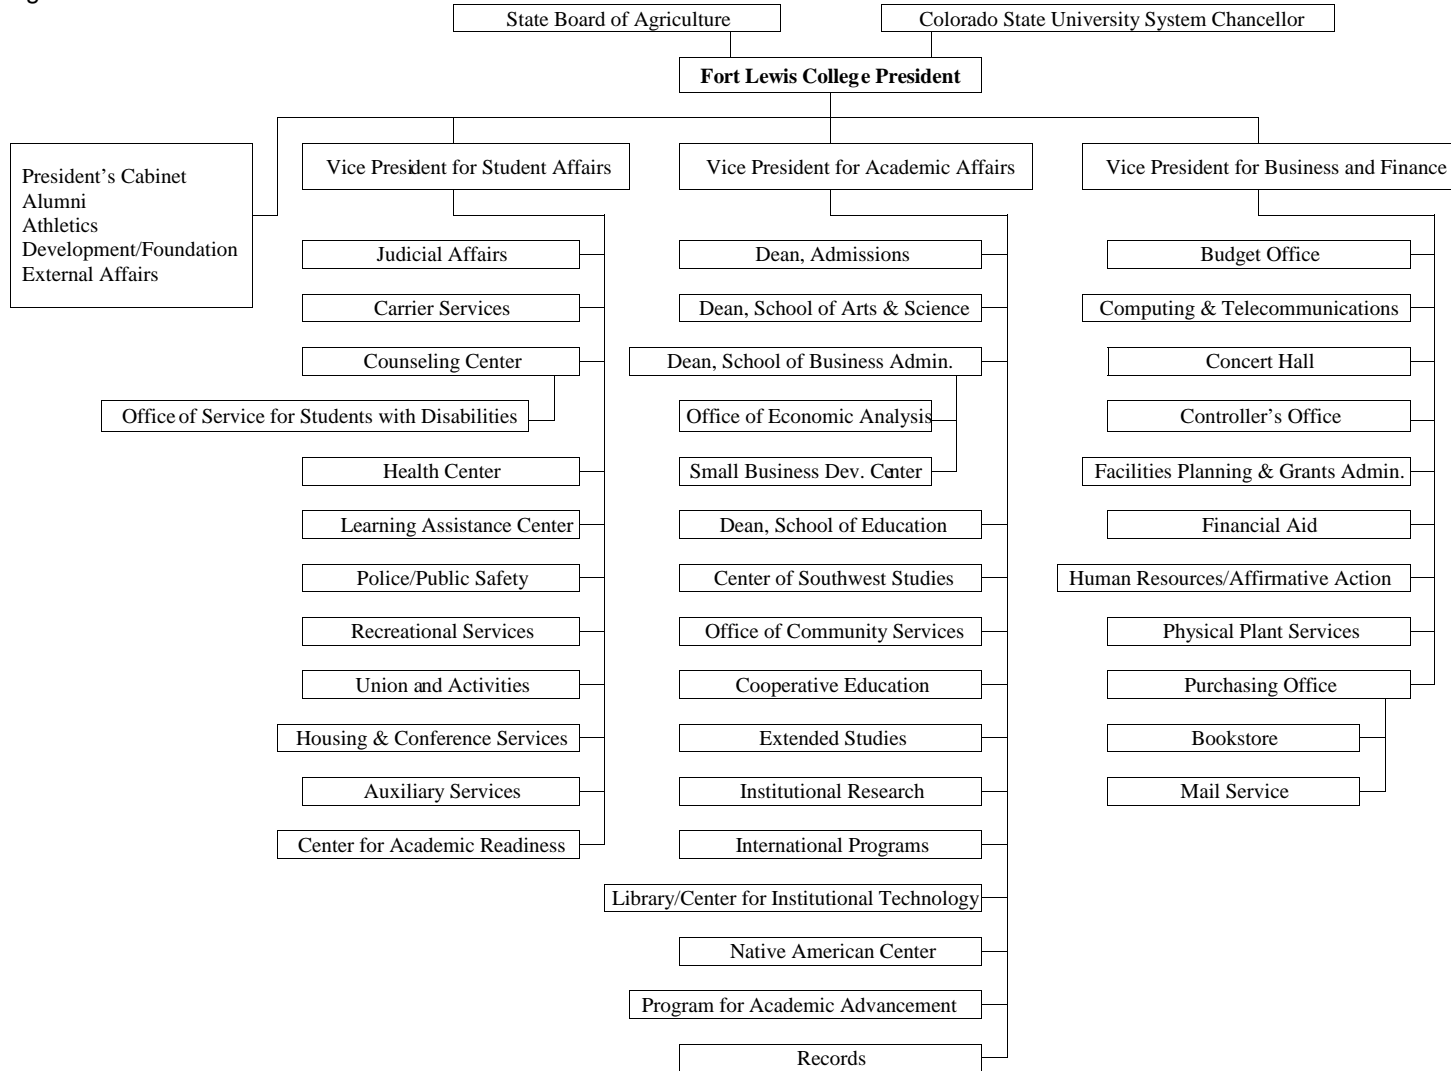 State Board of Agriculture
Colorado State University System Chancellor
Fort Lewis College President
President's Cabinet
Alumni
Athletics
Development/Foundation
External Affairs
Vice President for Student Affairs
Judicial Affairs
Carrier Services
Counseling Center
Office of Service for Students with Disabilities
Health Center
Learning Assistance Center
Police/Public Safety
Recreational Services
Union and Activities
Housing & Conference Services
Auxiliary Services
Center for Academic Readiness
Vice President for Academic Affairs
Dean, Admissions
Dean, School of Arts & Science
Dean, School of Business Admin.
Office of Economic Analysis
Small Business Dev. Center
Dean, School of Education
Center of Southwest Studies
Office of Community Services
Cooperative Education
Extended Studies
Institutional Research
International Programs
Library/Center for Institutional Technology
Native American Center
Program for Academic Advancement
Records
Vice President for Business and Finance
Budget Office
Computing & Telecommunications
Concert Hall
Controller's Office
Facilities Planning & Grants Admin.
Financial Aid
Human Resources/Affirmative Action
Physical Plant Services
Purchasing Office
Bookstore
Mail Service